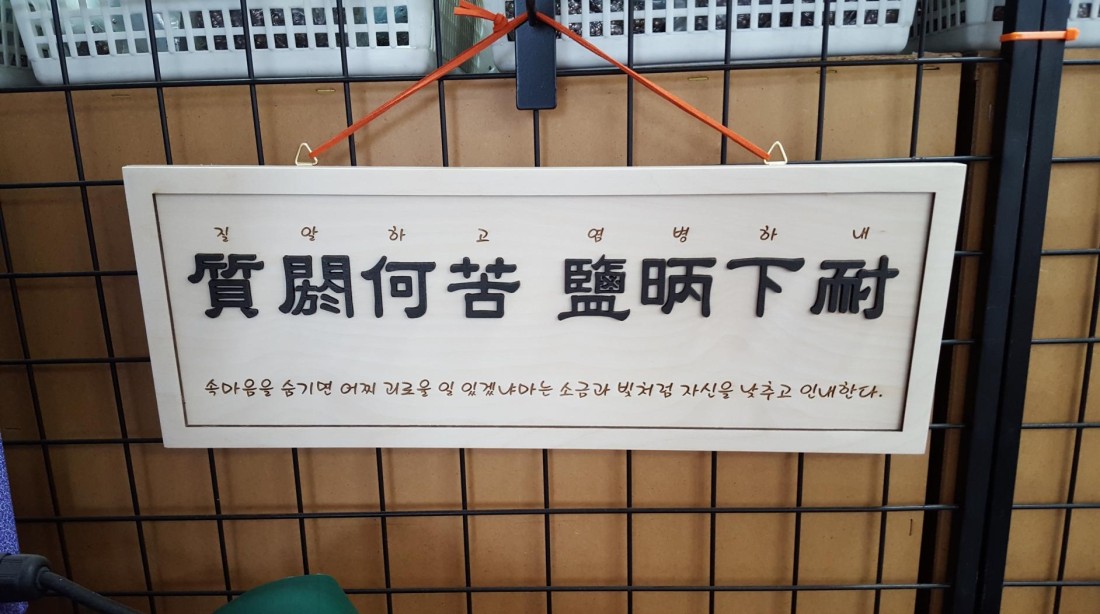 질 알 하 고 염 병 하 내
質 閼 何 苦 鹽 昞 下 耐
속마음을 숨기면 어찌 괴로울 일 있겠냐마는 소금과 빛처럼 자신을 낮추고 인내한다.